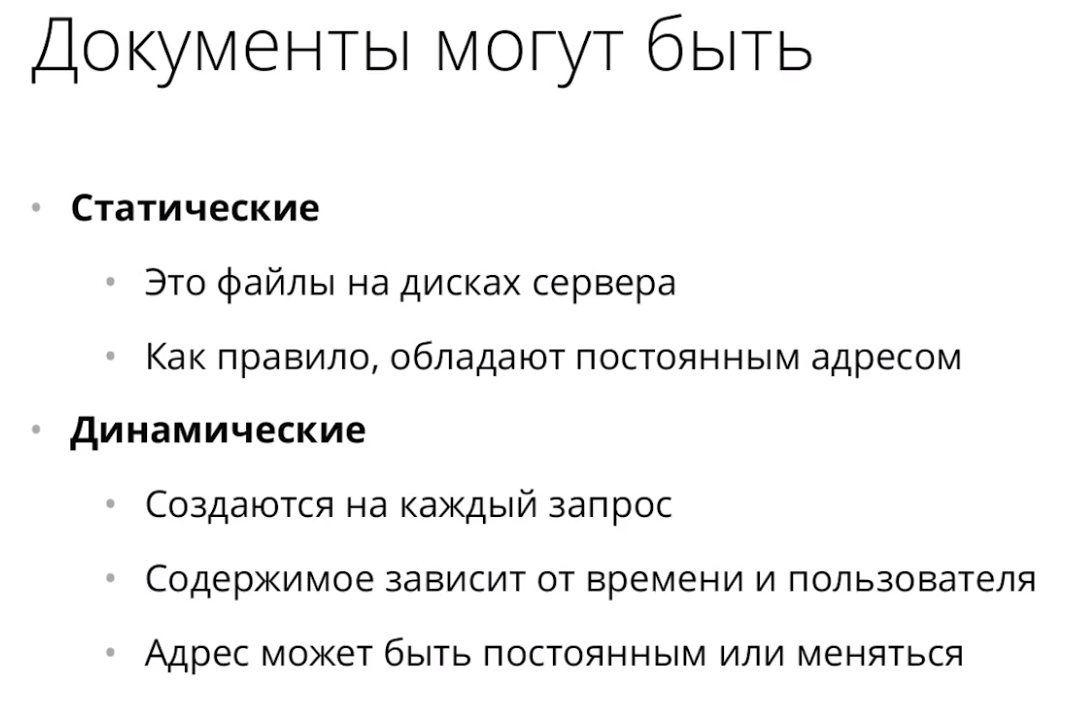 Документы могут быть
• Статические
• Это файлы на дисках сервера
• Как правило, обладают постоянным адресом
• Динамические
• Создаются на каждый запрос
• Содержимое зависит от времени и пользователя
• Адрес может быть постоянным или меняться